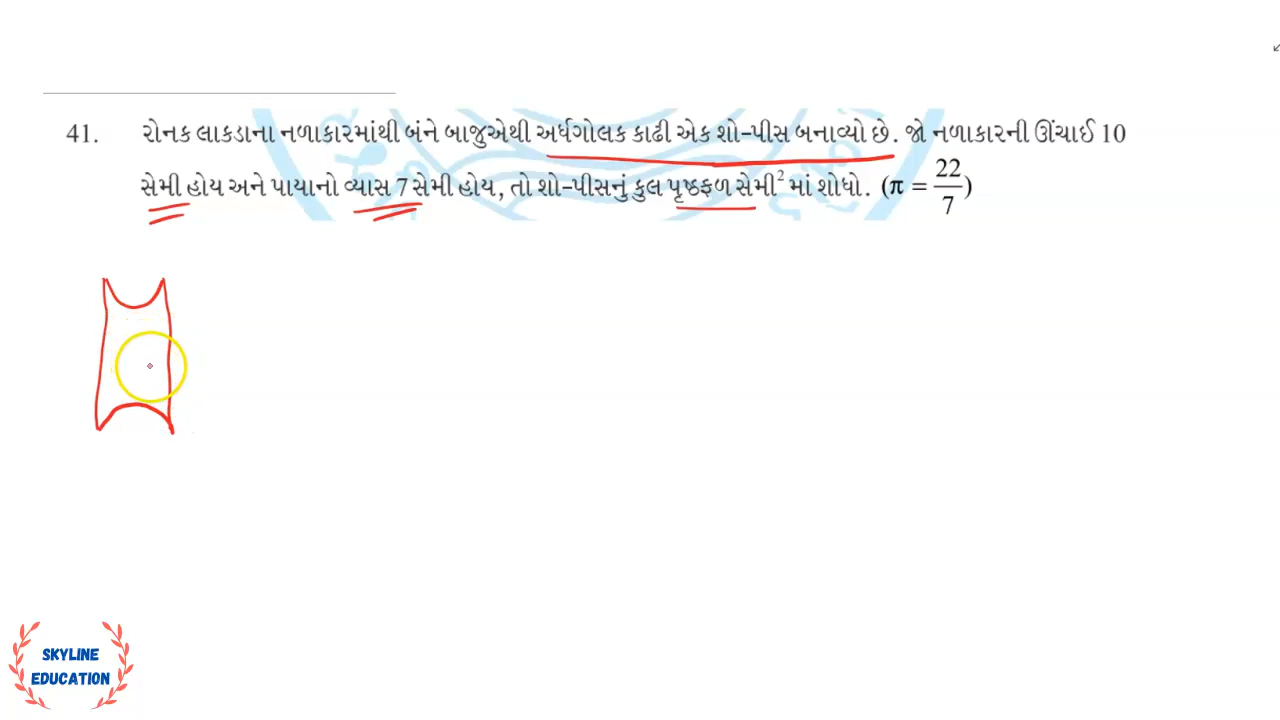 41. રોનક લાકડાના નળાકારમાંથી બંને બાજુએથી અર્ધગોલક કાઢી એક શો-પીસ બનાવ્યો છે. જો નળાકારની ઊંચાઈ 10
સેમી હોય અને પાયાનો વ્યાસ 7 સેમી હોય, તો શો-પીસનું કુલ પૃષ્ઠફળ સેમી² માં શોધો. (π = 22/7)
SKYLINE
EDUCATION